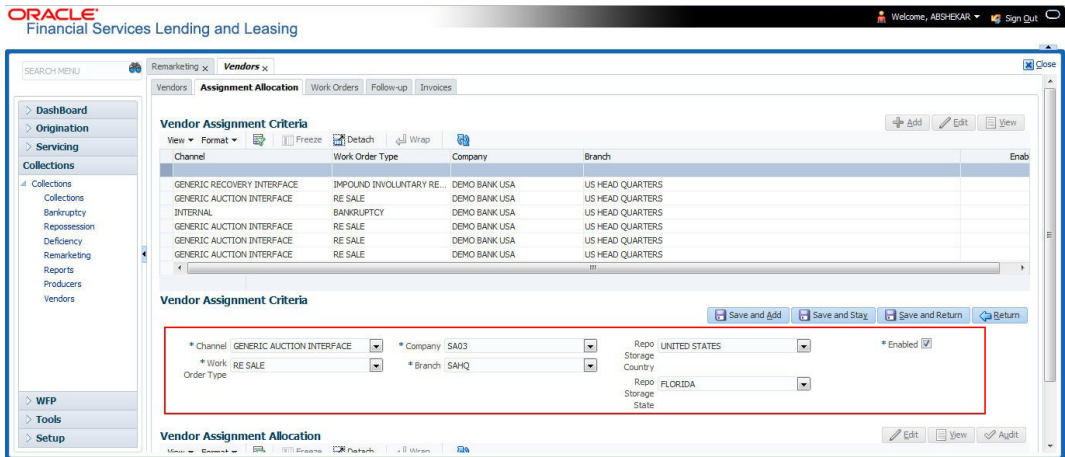 ORACLE
Financial Services Lending and Leasing
Welcome, ABSHEKAR Sign Out
SEARCH MENU
Remarketing x Vendors x
Close
Vendors Assignment Allocation Work Orders Follow-up Invoices
DashBoard
Origination
Servicing
Collections
Collections
Collections
Bankruptcy
Repossession
Deficiency
Remarketing
Reports
Producers
Vendors
WFP
Tools
Setup
Vendor Assignment Criteria
Add Edit View
View Format Freeze Detach Wrap
Channel Work Order Type Company Branch Enab
GENERIC RECOVERY INTERFACE IMPOUND INVOLUNTARY RE... DEMO BANK USA US HEAD QUARTERS
GENERIC AUCTION INTERFACE RE SALE DEMO BANK USA US HEAD QUARTERS
INTERNAL BANKRUPTCY DEMO BANK USA US HEAD QUARTERS
GENERIC AUCTION INTERFACE RE SALE DEMO BANK USA US HEAD QUARTERS
GENERIC AUCTION INTERFACE RE SALE DEMO BANK USA US HEAD QUARTERS
GENERIC AUCTION INTERFACE RE SALE DEMO BANK USA US HEAD QUARTERS
Vendor Assignment Criteria
Save and Add Save and Stay Save and Return Return
* Channel GENERIC AUCTION INTERFACE * Company SA03 Repo Storage Country UNITED STATES * Enabled
* Work Order Type RE SALE * Branch SAHQ Repo Storage State FLORIDA
Vendor Assignment Allocation
Edit View Audit
View Format Freeze Detach Wrap